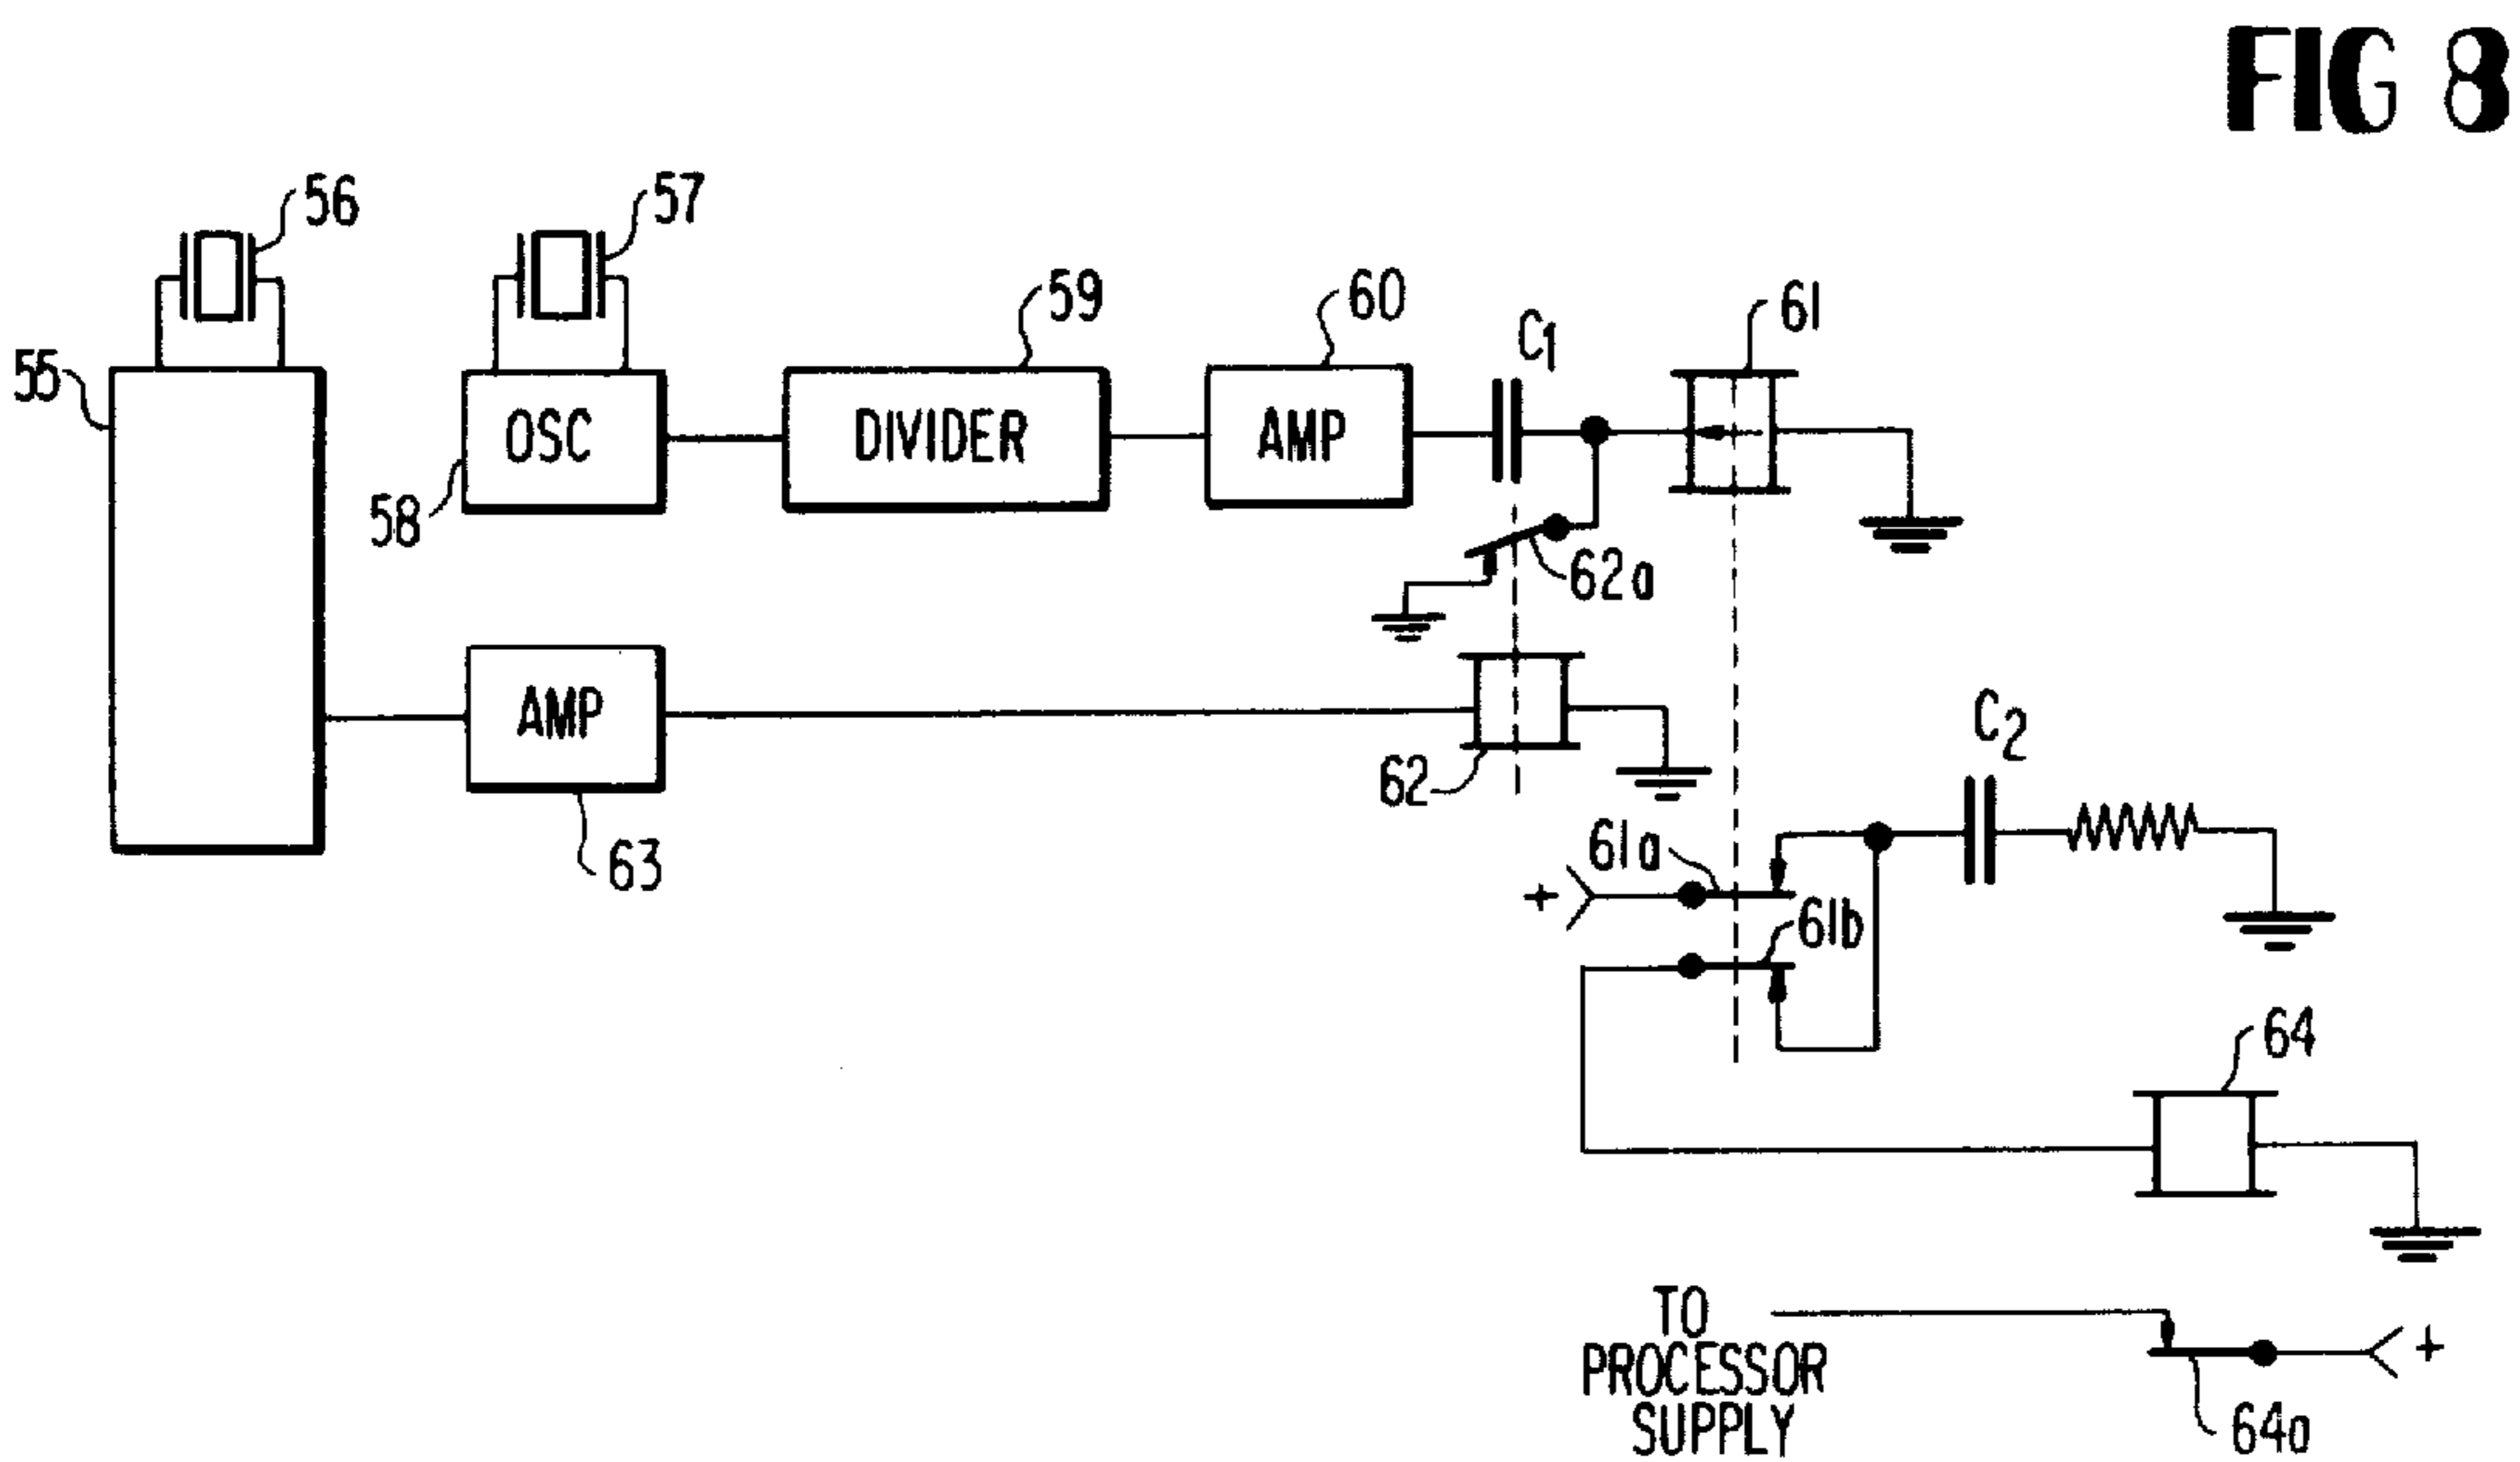 FIG 8
56
57
55
58
OSC
59
DIVIDER
60
AMP
C1
61
62a
AMP
63
62
C2
61a
+
61b
64
TO
PROCESSOR
SUPPLY
+
64a